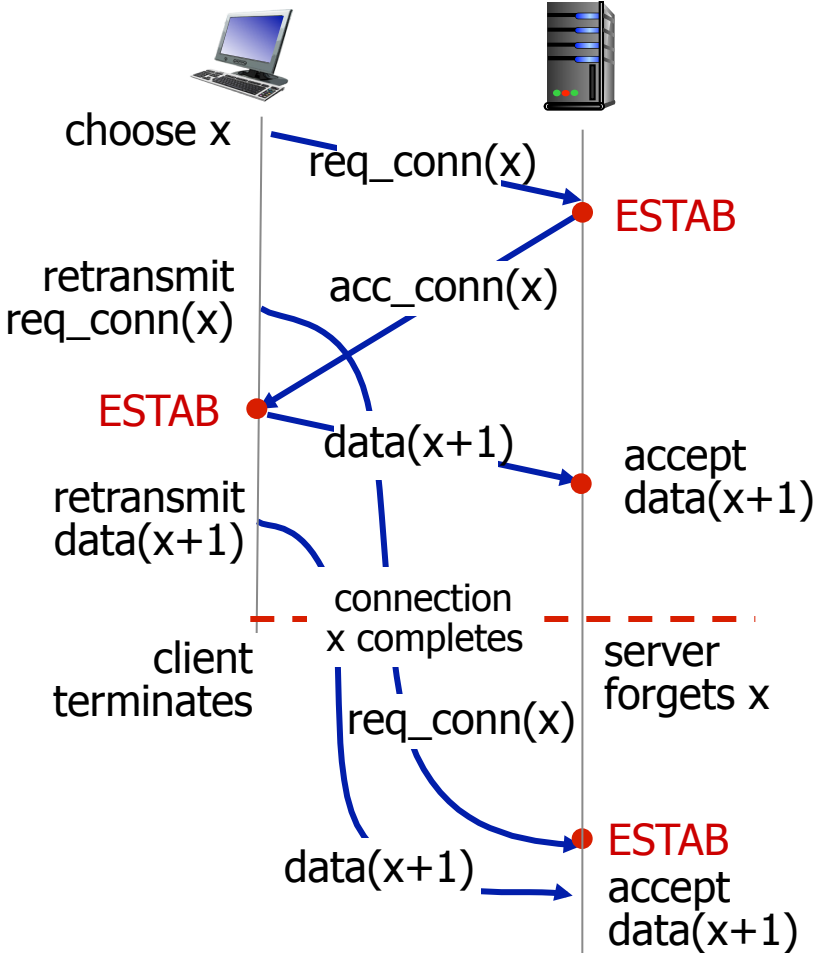 choose x
req_conn(x)
ESTAB
retransmit
req_conn(x)
acc_conn(x)
ESTAB
data(x+1)
accept
data(x+1)
retransmit
data(x+1)
connection
x completes
client
terminates
server
forgets x
req_conn(x)
ESTAB
data(x+1)
accept
data(x+1)